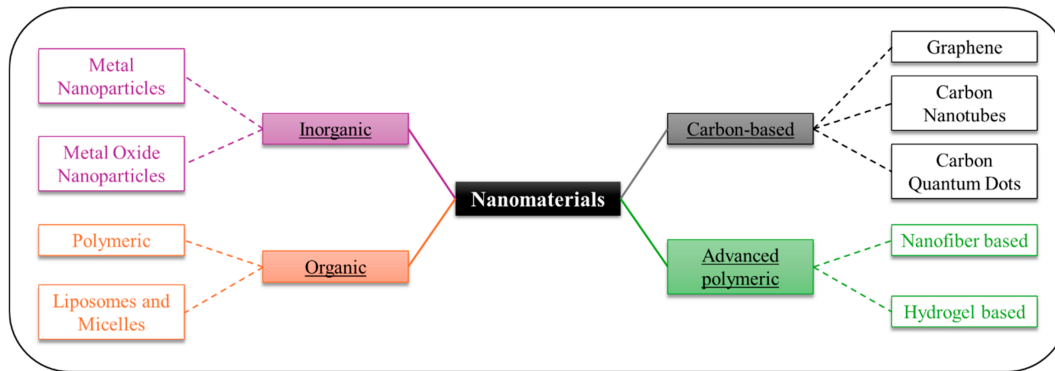 Metal
Nanoparticles
Metal Oxide
Nanoparticles
Inorganic
Polymeric
Liposomes and
Micelles
Organic
Nanomaterials
Carbon-based
Graphene
Carbon
Nanotubes
Carbon
Quantum Dots
Advanced
polymeric
Nanofiber based
Hydrogel based